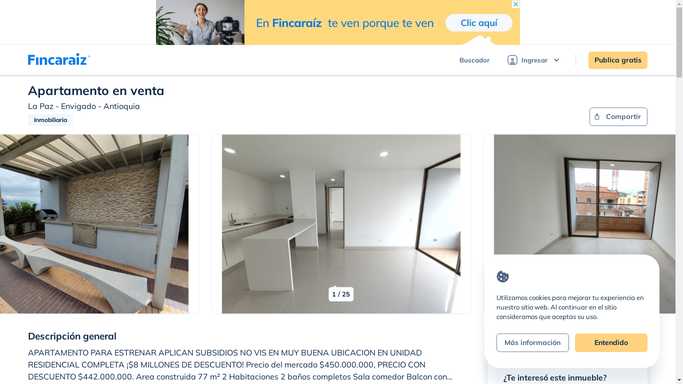 En Fincaraíz te ven porque te ven
Clic aquí
Fincaraíz
Buscador
Ingresar
Publica gratis
Apartamento en venta
La Paz - Envigado - Antioquia
Inmobiliaria
Compartir
1 / 25
Utilizamos cookies para mejorar tu experiencia en
nuestro sitio web. Al continuar en el sitio
consideramos que aceptas su uso.
Más información
Entendido
Descripción general
APARTAMENTO PARA ESTRENAR APLICAN SUBSIDIOS NO VIS EN MUY BUENA UBICACION EN UNIDAD
RESIDENCIAL COMPLETA ¡$8 MILLONES DE DESCUENTO! Precio del mercado $450.000.000, PRECIO CON
DESCUENTO $442.000.000. Area construida 77 m² 2 Habitaciones 2 baños completos Sala comedor Balcon con...
¿Te interesó este inmueble?